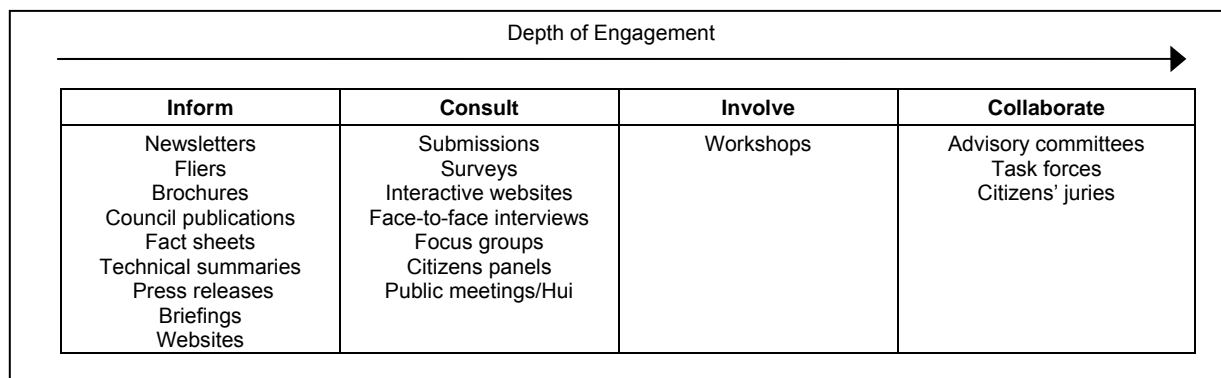 Depth of Engagement
Inform
Newsletters
Fliers
Brochures
Council publications
Fact sheets
Technical summaries
Press releases
Briefings
Websites
Consult
Submissions
Surveys
Interactive websites
Face-to-face interviews
Focus groups
Citizens panels
Public meetings/Hui
Involve
Workshops
Collaborate
Advisory committees
Task forces
Citizens’ juries